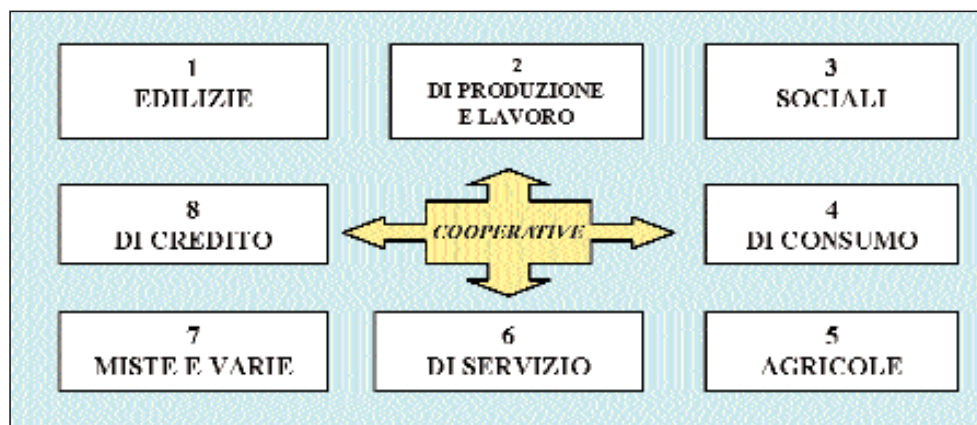 1
EDILIZIE
2
DI PRODUZIONE
E LAVORO
3
SOCIALI
8
DI CREDITO
COOPERATIVE
4
DI CONSUMO
7
MISTE E VARIE
6
DI SERVIZIO
5
AGRICOLE